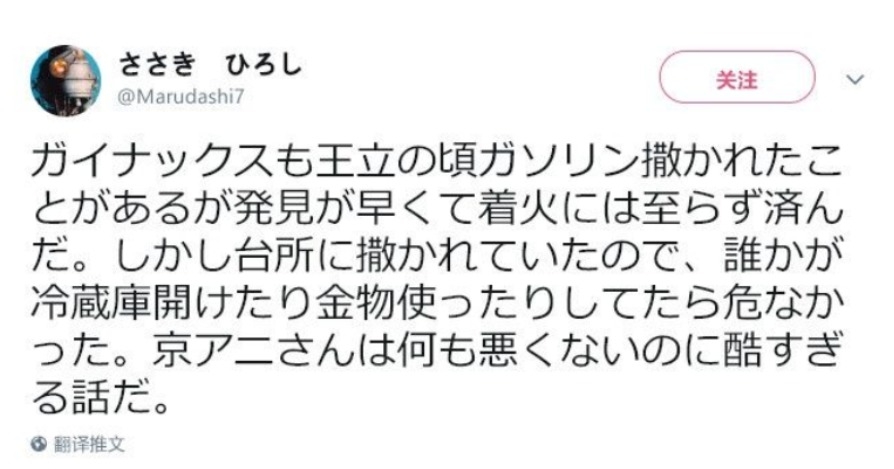 ささき　ひろし
@Marudashi7
关注
ガイナックスも王立の頃ガソリン撒かれたこ
とがあるが発見が早くて着火には至らず済ん
だ。しかし台所に撒かれていたので、誰かが
冷蔵庫開けたり金物使ったりしてたら危なか
った。京アニさんは何も悪くないのに酷すぎ
る話だ。
翻译推文